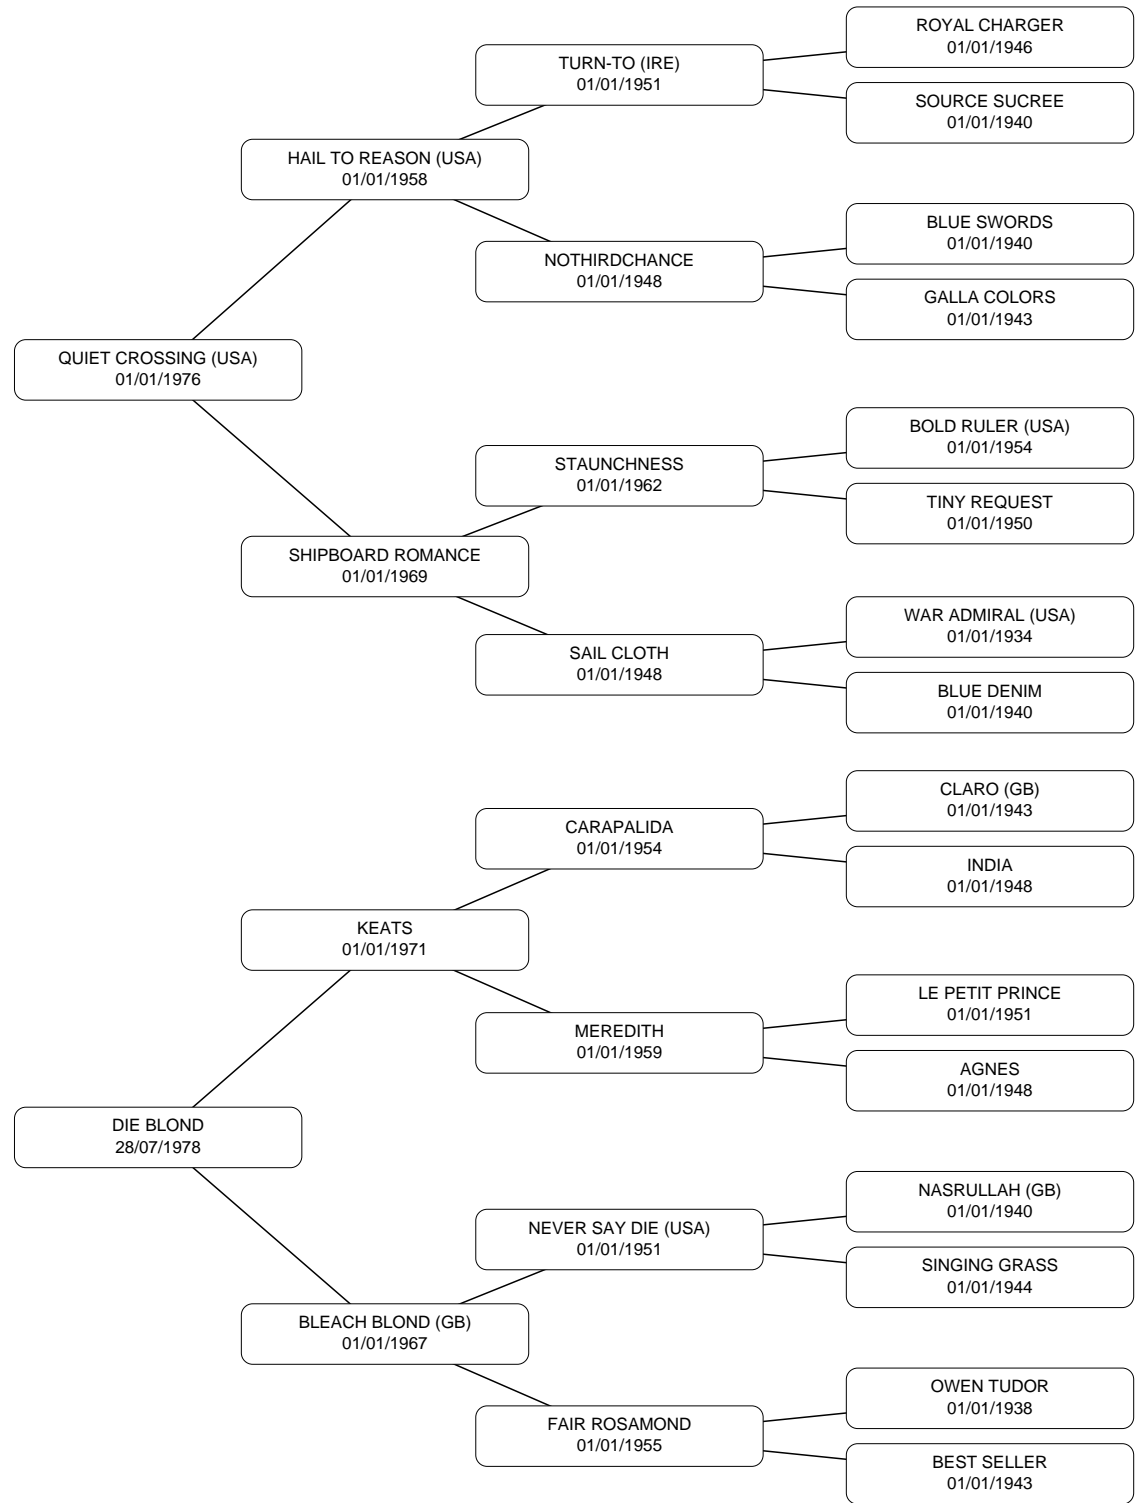 ROYAL CHARGER
01/01/1946
TURN-TO (IRE)
01/01/1951
SOURCE SUCREE
01/01/1940
HAIL TO REASON (USA)
01/01/1958
BLUE SWORDS
01/01/1940
NOTHIRDCHANCE
01/01/1948
GALLA COLORS
01/01/1943
QUIET CROSSING (USA)
01/01/1976
BOLD RULER (USA)
01/01/1954
STAUNCHNESS
01/01/1962
TINY REQUEST
01/01/1950
SHIPBOARD ROMANCE
01/01/1969
WAR ADMIRAL (USA)
01/01/1934
SAIL CLOTH
01/01/1948
BLUE DENIM
01/01/1940
CLARO (GB)
01/01/1943
CARAPALIDA
01/01/1954
INDIA
01/01/1948
KEATS
01/01/1971
LE PETIT PRINCE
01/01/1951
MEREDITH
01/01/1959
AGNES
01/01/1948
DIE BLOND
28/07/1978
NASRULLAH (GB)
01/01/1940
NEVER SAY DIE (USA)
01/01/1951
SINGING GRASS
01/01/1944
BLEACH BLOND (GB)
01/01/1967
OWEN TUDOR
01/01/1938
FAIR ROSAMOND
01/01/1955
BEST SELLER
01/01/1943